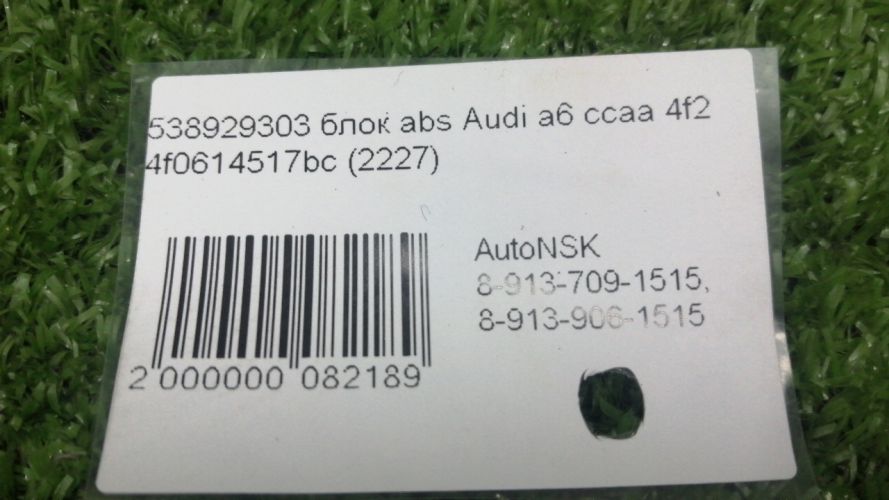 538929303 блок abs Audi a6 ccaa 4f2
4f0614517bc (2227)
AutoNSK
8-913-709-1515,
8-913-906-1515
2 000000 082189